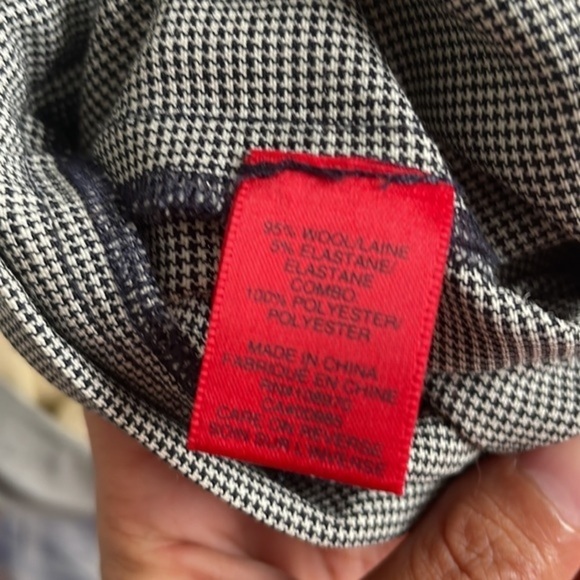 95% WOOL/LAINE
5% ELASTANE/
ELASTANE
COMBO
100% POLYESTER/
POLYESTER
MADE IN CHINA
FABRIQUE EN CHINE
CARE ON REVERSE
SOIN SUR L'INVERSE